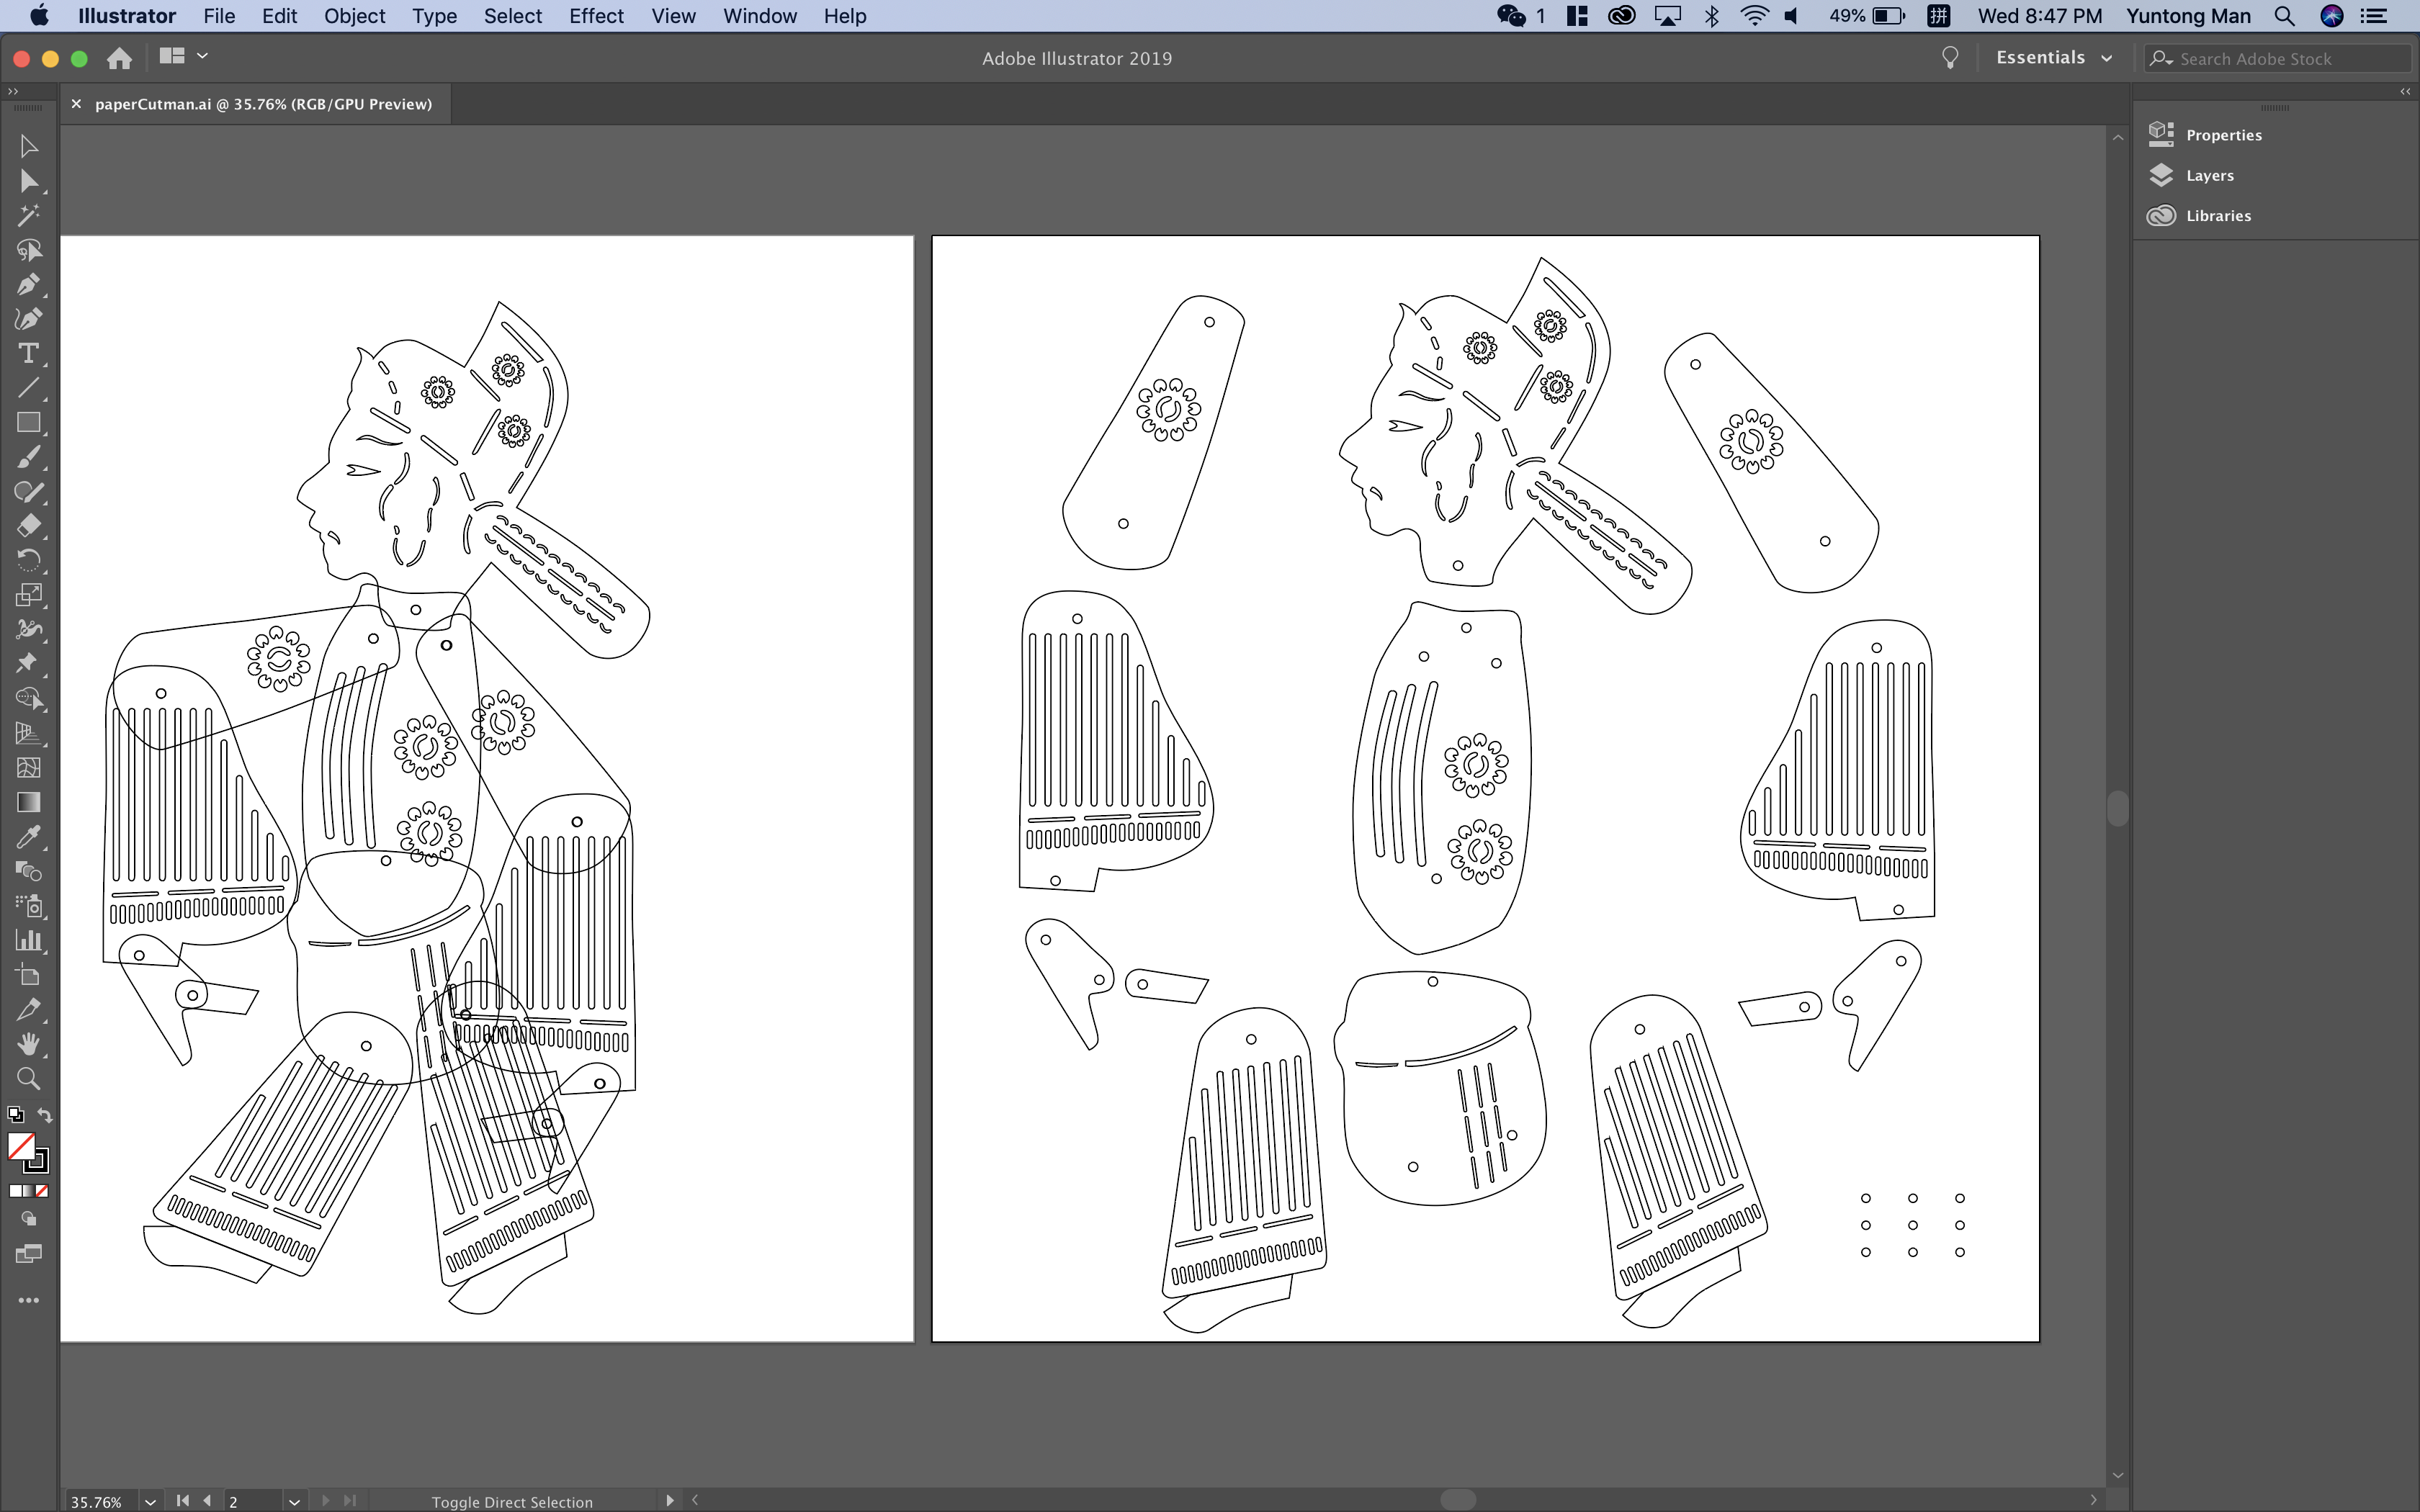 Illustrator File Edit Object Type Select Effect View Window Help 1 49% 拼 Wed 8:47 PM Yuntong Man
Adobe Illustrator 2019 Essentials Search Adobe Stock
paperCutman.ai @ 35.76% (RGB/GPU Preview)
Properties
Layers
Libraries
35.76% 2 Toggle Direct Selection